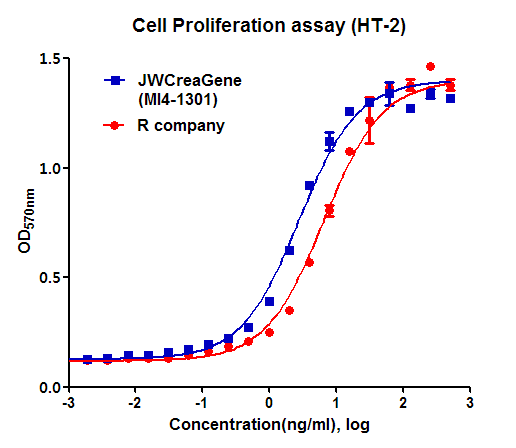 Cell Proliferation assay (HT-2)
JWCreaGene
(MI4-1301)
R company
OD570nm
1.5
1.0
0.5
0.0
-3 -2 -1 0 1 2 3
Concentration(ng/ml), log